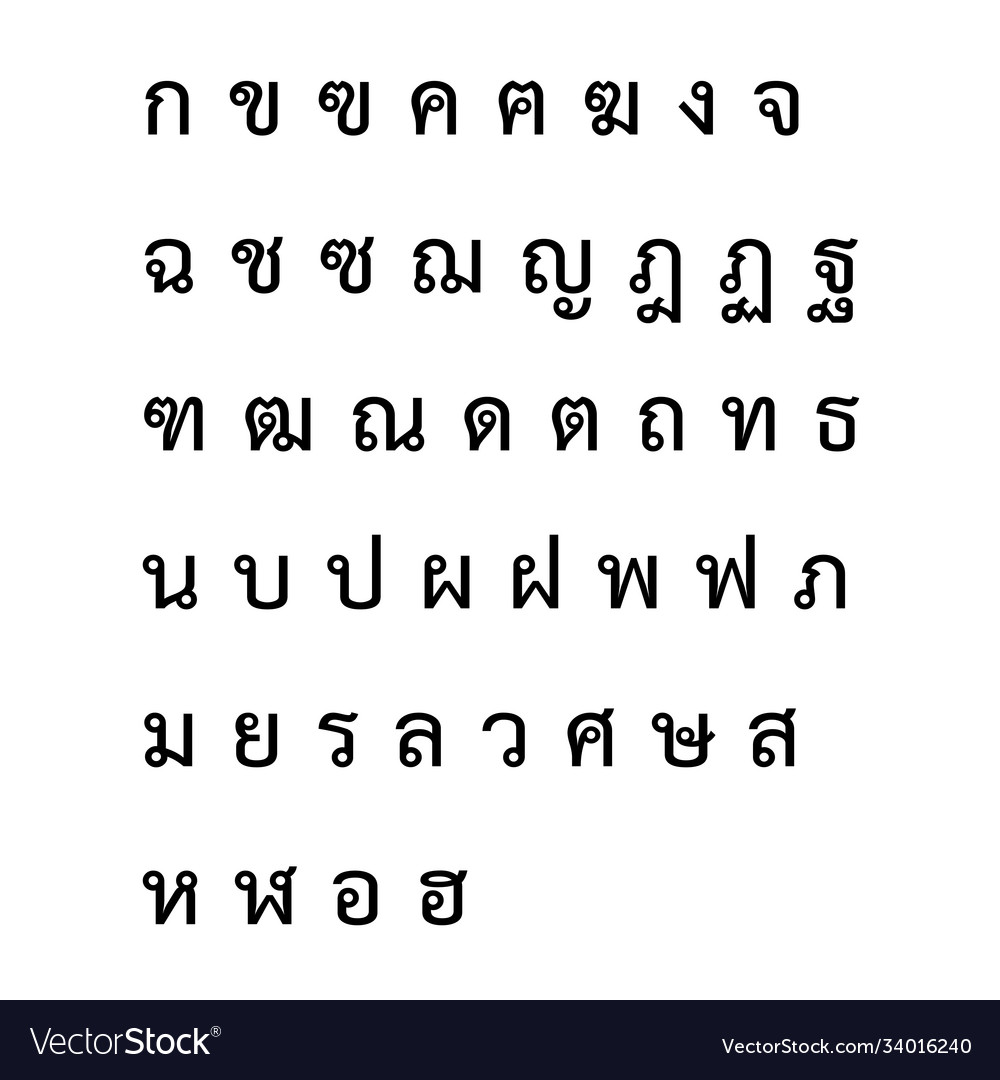 ก ข ฃ ค ฅ ฆ ง จ
ฉ ช ซ ฌ ญ ฎ ฏ ฐ
ฑ ฒ ณ ด ต ถ ท ธ
น บ ป ผ ฝ พ ฟ ภ
ม ย ร ล ว ศ ษ ส
ห ฬ อ ฮ
VectorStock® VectorStock.com/34016240